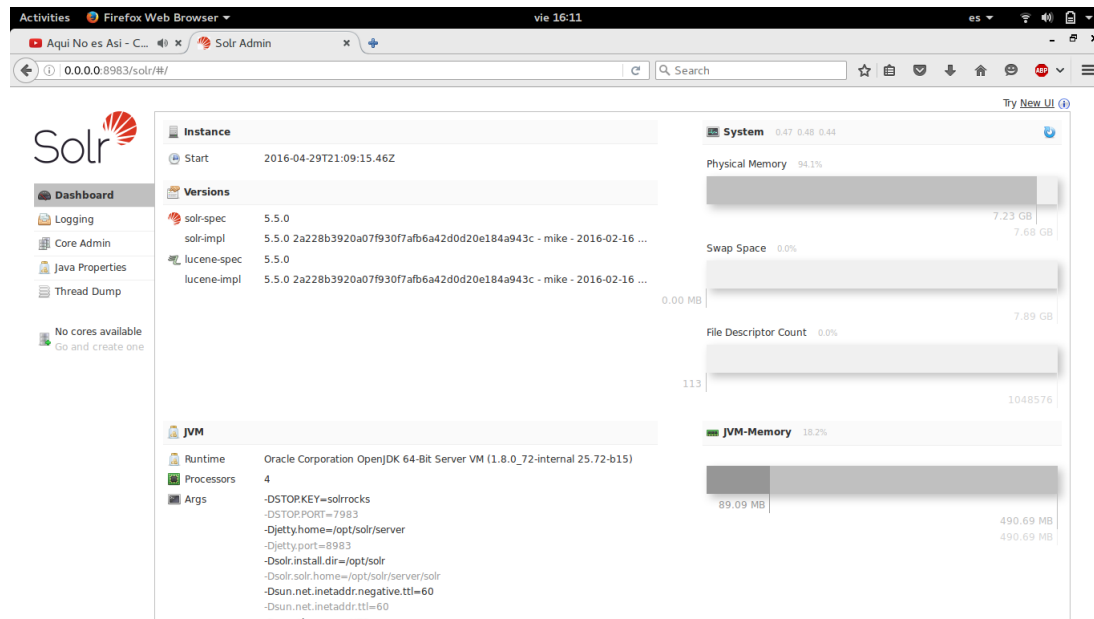 Activities Firefox Web Browser vie 16:11 es
Aqui No es Asi - C... Solr Admin
0.0.0.0:8983/solr/#/ Search ABP
Try New UI
Solr
Dashboard
Logging
Core Admin
Java Properties
Thread Dump
No cores available
Go and create one
Instance
Start 2016-04-29T21:09:15.46Z
Versions
solr-spec 5.5.0
solr-impl 5.5.0 2a228b3920a07f930f7afb6a42d0d20e184a943c - mike - 2016-02-16 ...
lucene-spec 5.5.0
lucene-impl 5.5.0 2a228b3920a07f930f7afb6a42d0d20e184a943c - mike - 2016-02-16 ...
System 0.47 0.48 0.44
Physical Memory 94.1%
7.23 GB
7.68 GB
Swap Space 0.0%
0.00 MB
7.89 GB
File Descriptor Count 0.0%
113
1048576
JVM
Runtime Oracle Corporation OpenJDK 64-Bit Server VM (1.8.0_72-internal 25.72-b15)
Processors 4
Args -DSTOP.KEY=solrrocks
-DSTOP.PORT=7983
-Djetty.home=/opt/solr/server
-Djetty.port=8983
-Dsolr.install.dir=/opt/solr
-Dsolr.solr.home=/opt/solr/server/solr
-Dsun.net.inetaddr.negative.ttl=60
-Dsun.net.inetaddr.ttl=60
JVM-Memory 18.2%
89.09 MB
490.69 MB
490.69 MB